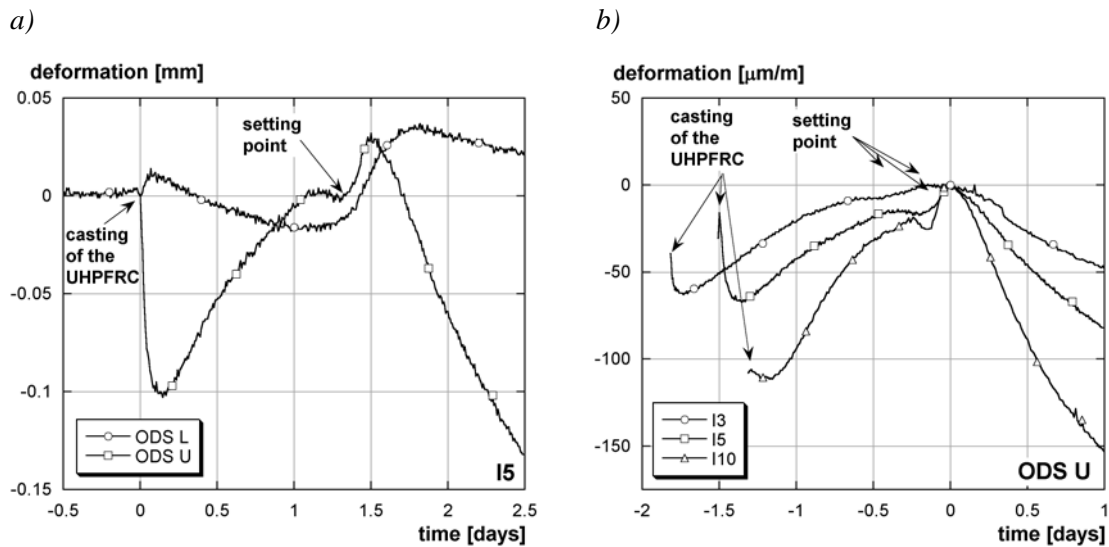 a)
deformation [mm]
0.05
0
-0.05
-0.1
-0.15
casting
of the
UHPFRC
setting
point
ODS L
ODS U
I5
-0.5
0
0.5
1
1.5
2
2.5
time [days]
b)
deformation [μm/m]
50
0
-50
-100
-150
casting
of the
UHPFRC
setting
point
I3
I5
I10
ODS U
-2
-1.5
-1
-0.5
0
0.5
1
time [days]